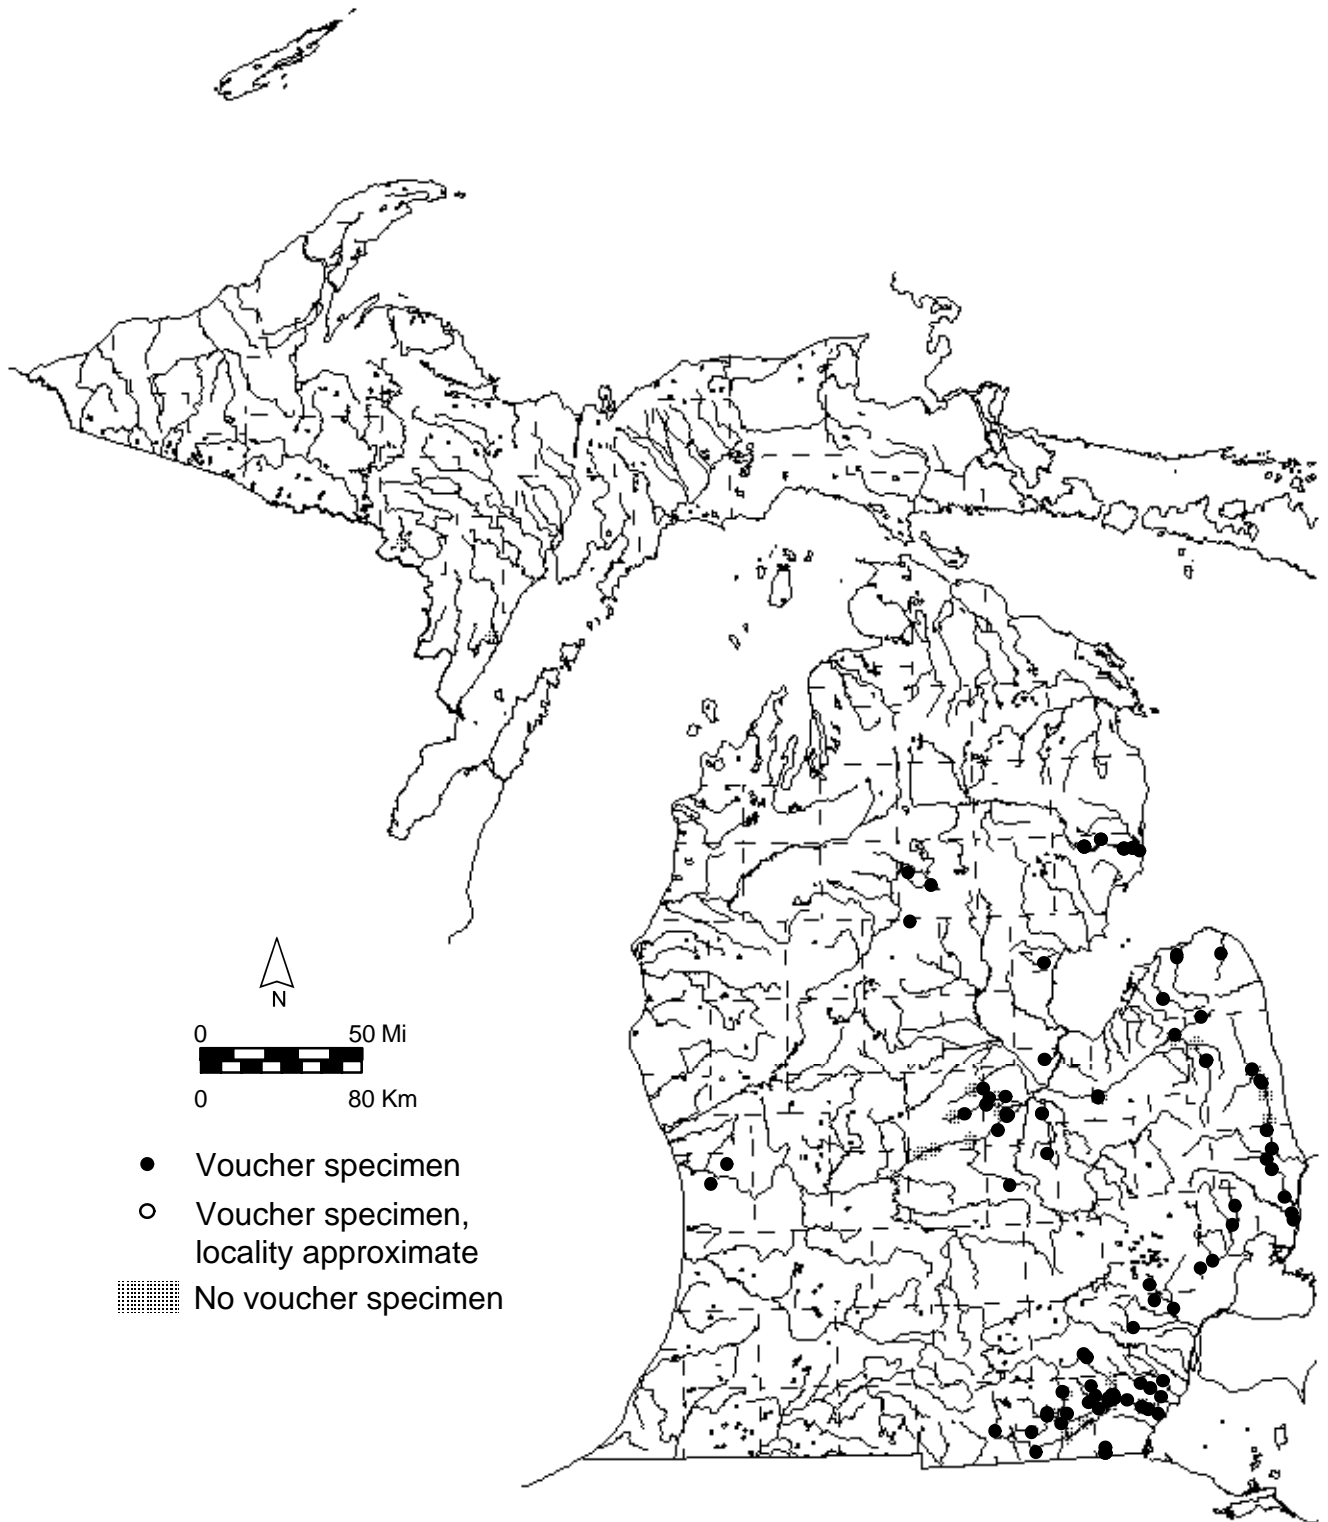 N
0 50 Mi
0 80 Km
Voucher specimen
Voucher specimen,
locality approximate
No voucher specimen